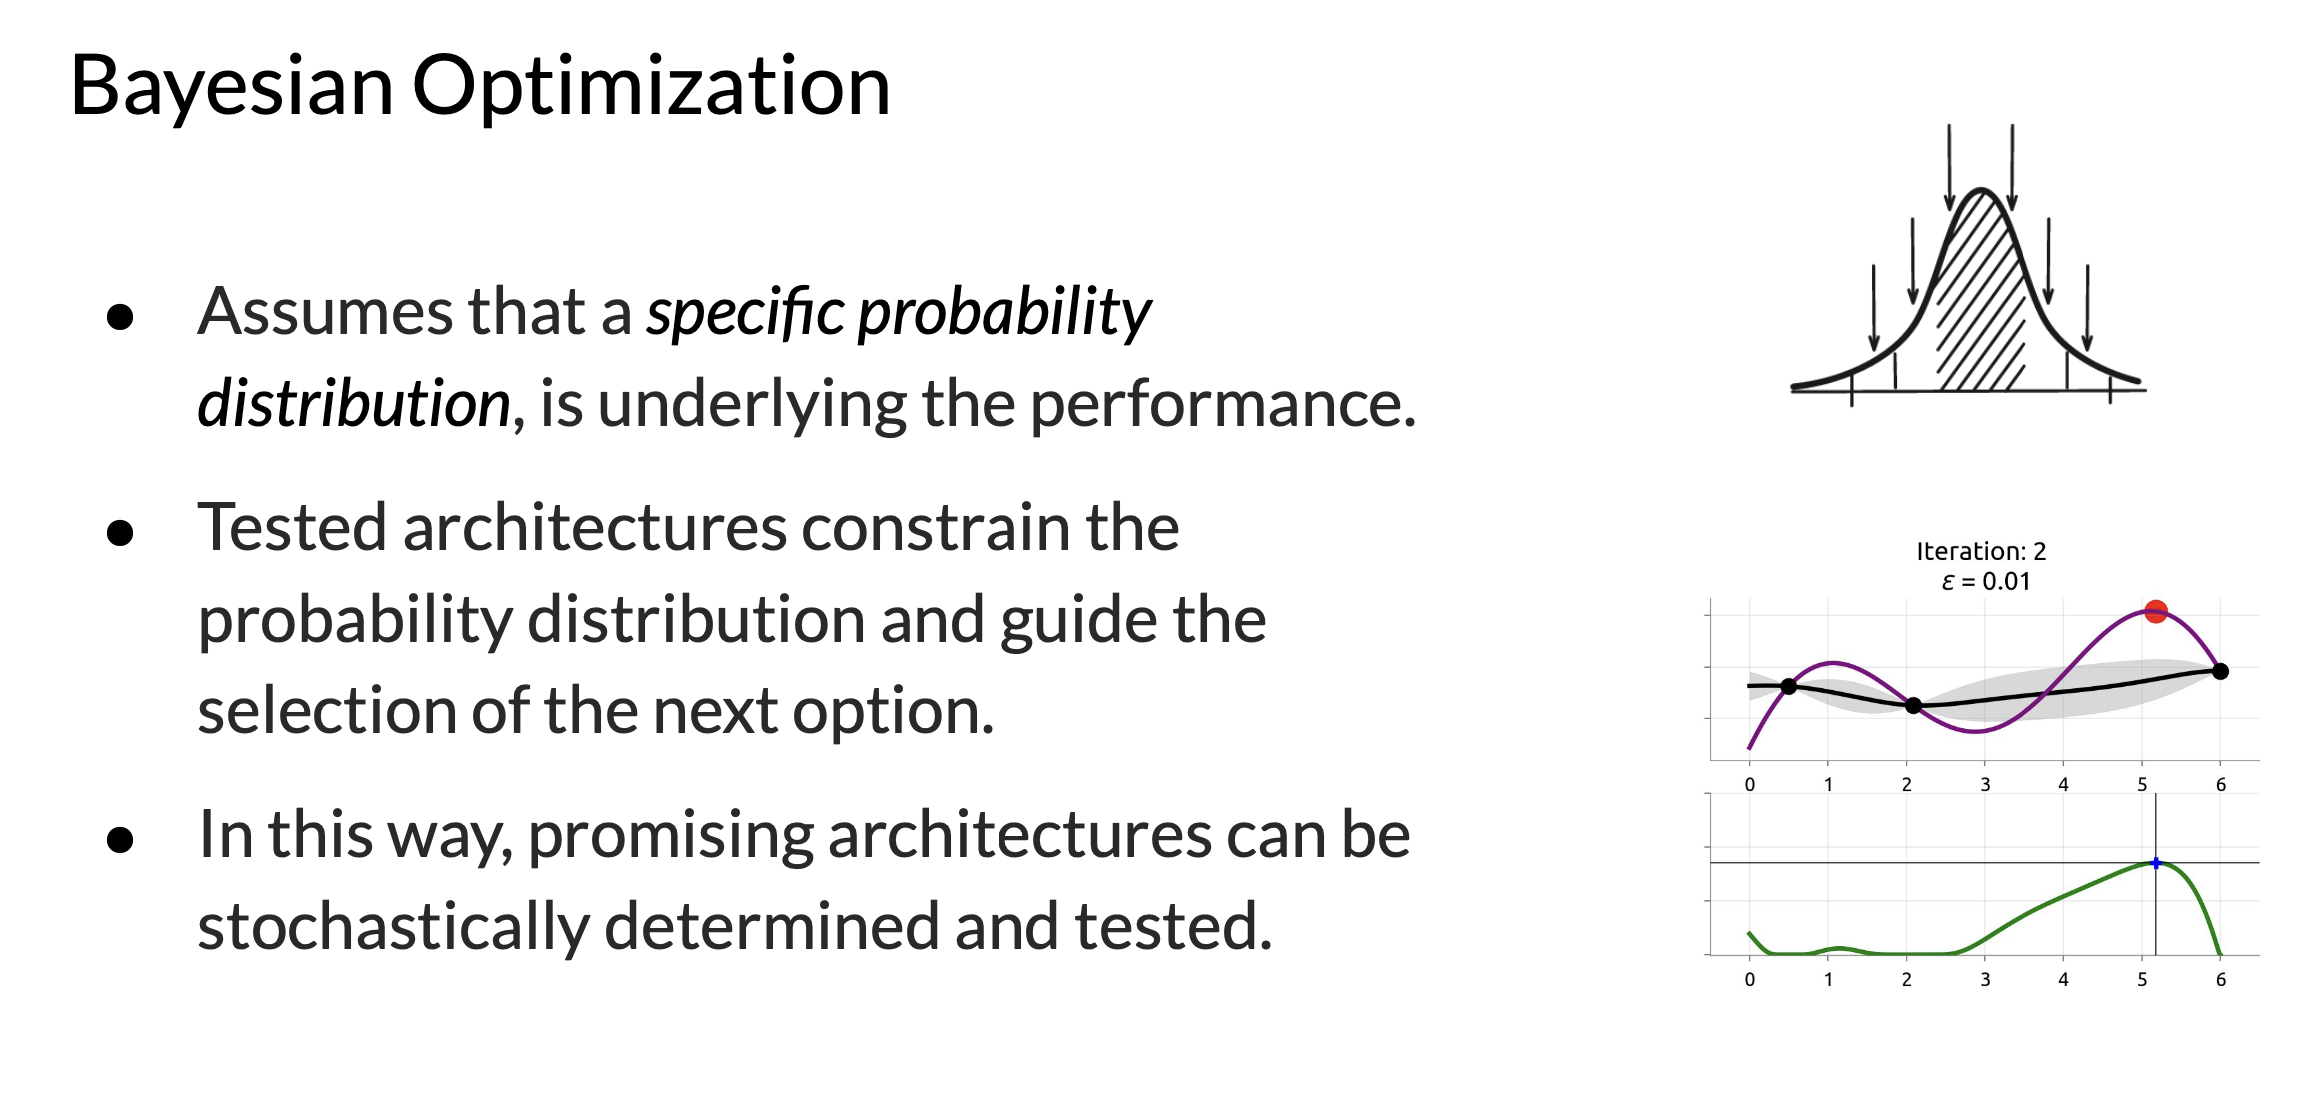 Bayesian Optimization
● Assumes that a specific probability
distribution, is underlying the performance.
● Tested architectures constrain the
probability distribution and guide the
selection of the next option.
● In this way, promising architectures can be
stochastically determined and tested.
Iteration: 2
ε = 0.01
0 1 2 3 4 5 6
0 1 2 3 4 5 6